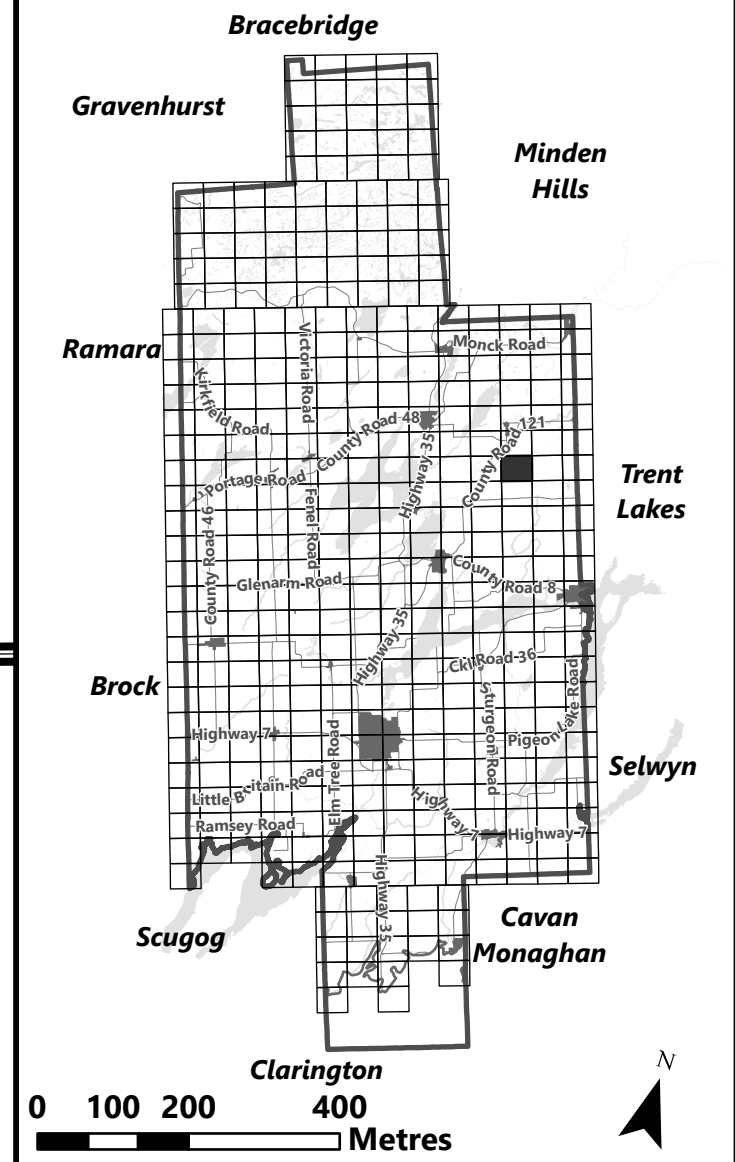 Bracebridge
Gravenhurst
Minden
Hills
Ramara
Monck Road
Victoria Road
Kirkfield Road
County Road 48
County Road 121
Highway 35
Portage Road
Trent
Lakes
Fenel Road
County Road 46
County Road 8
Glenarm Road
Highway 35
Ckl Road 36
Brock
Sturgeon Road
Pigeon Lake Road
Highway 7
Elm Tree Road
Selwyn
Little Britain Road
Highway 7
Ramsey Road
Highway 7
Highway 35
Scugog
Cavan
Monaghan
Clarington
N
0 100 200 400
Metres